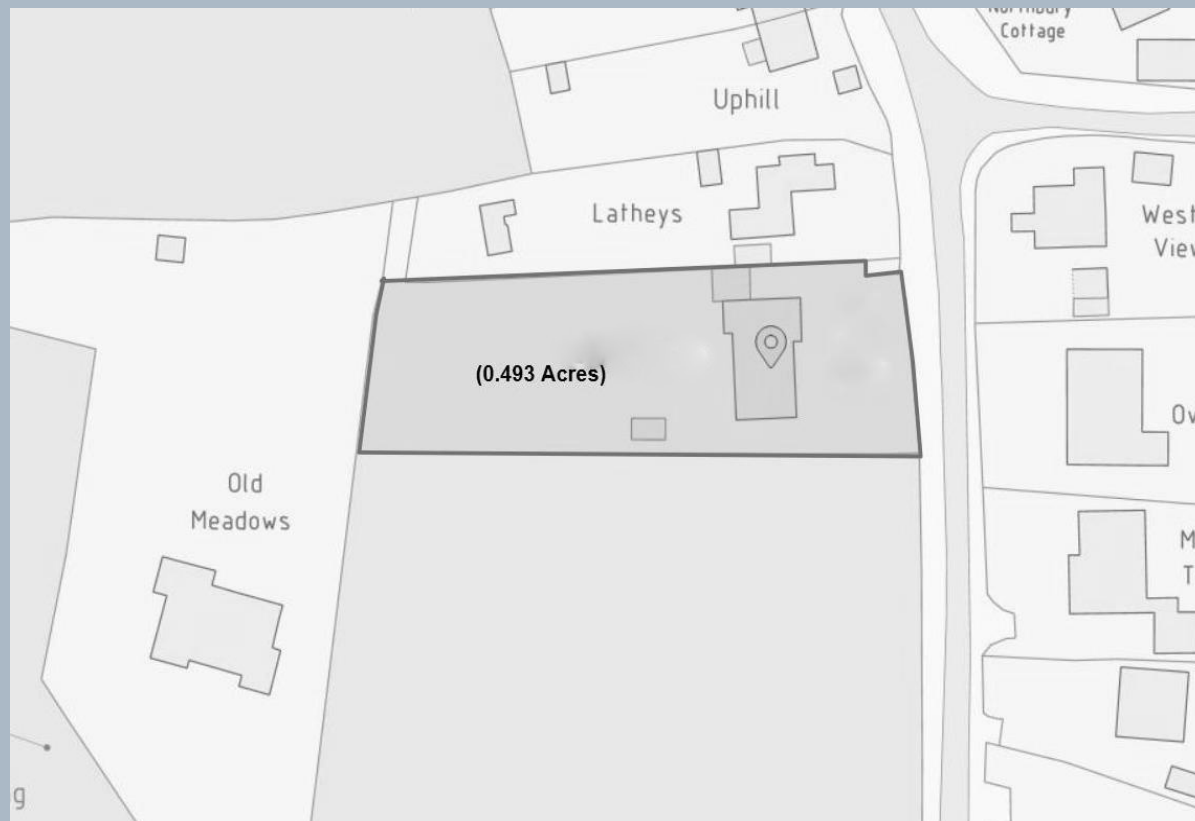 Cottage
Uphill
Latheys
West
View
(0.493 Acres)
Ov
Old
Meadows
M
T
g